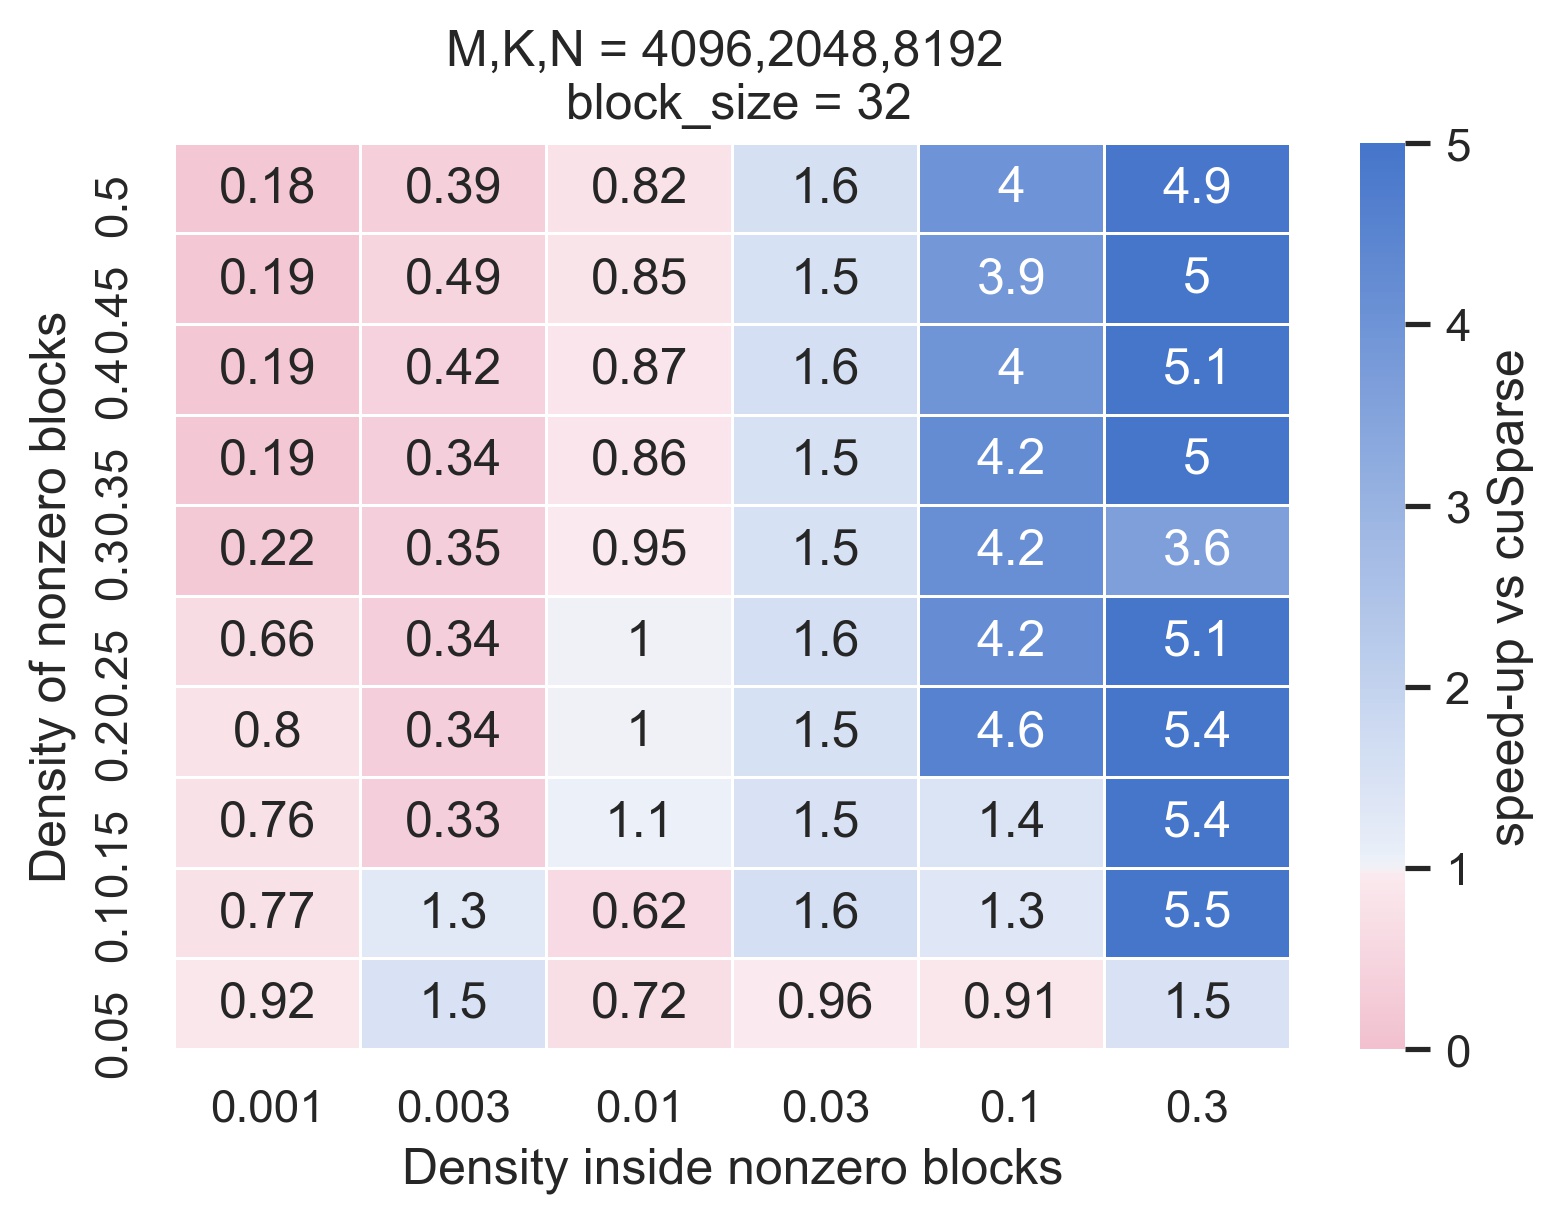 M,K,N = 4096,2048,8192
block_size = 32
Density of nonzero blocks
0.5 0.18 0.39 0.82 1.6 4 4.9
0.45 0.19 0.49 0.85 1.5 3.9 5
0.4 0.19 0.42 0.87 1.6 4 5.1
0.35 0.19 0.34 0.86 1.5 4.2 5
0.30 0.22 0.35 0.95 1.5 4.2 3.6
0.25 0.66 0.34 1 1.6 4.2 5.1
0.20 0.8 0.34 1 1.5 4.6 5.4
0.15 0.76 0.33 1.1 1.5 1.4 5.4
0.10 0.77 1.3 0.62 1.6 1.3 5.5
0.05 0.92 1.5 0.72 0.96 0.91 1.5
0.001 0.003 0.01 0.03 0.1 0.3
Density inside nonzero blocks
5
4
3
2
1
0
speed-up vs cuSparse